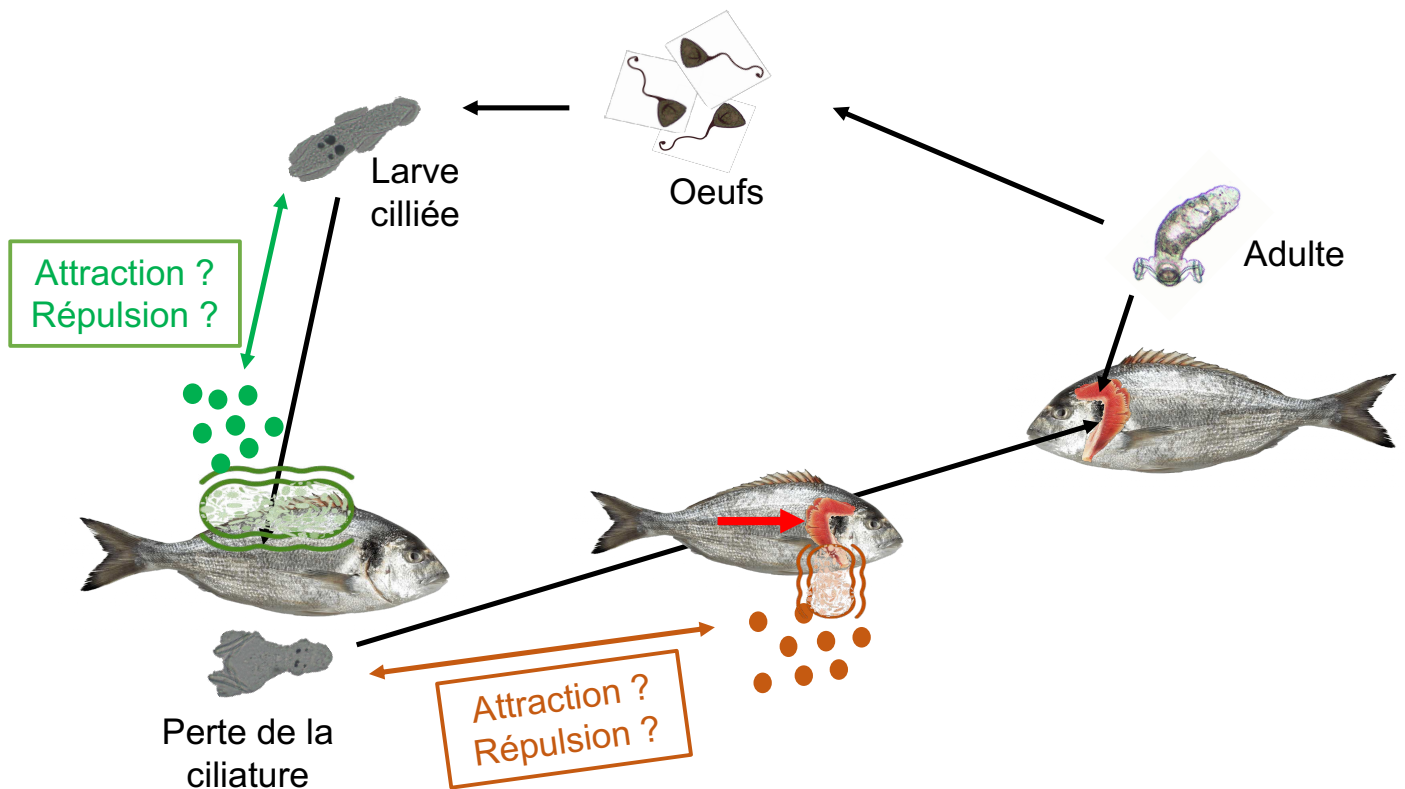 Oeufs
Larve
cilliée
Adulte
Attraction ?
Répulsion ?
Attraction ?
Répulsion ?
Perte de la
ciliature